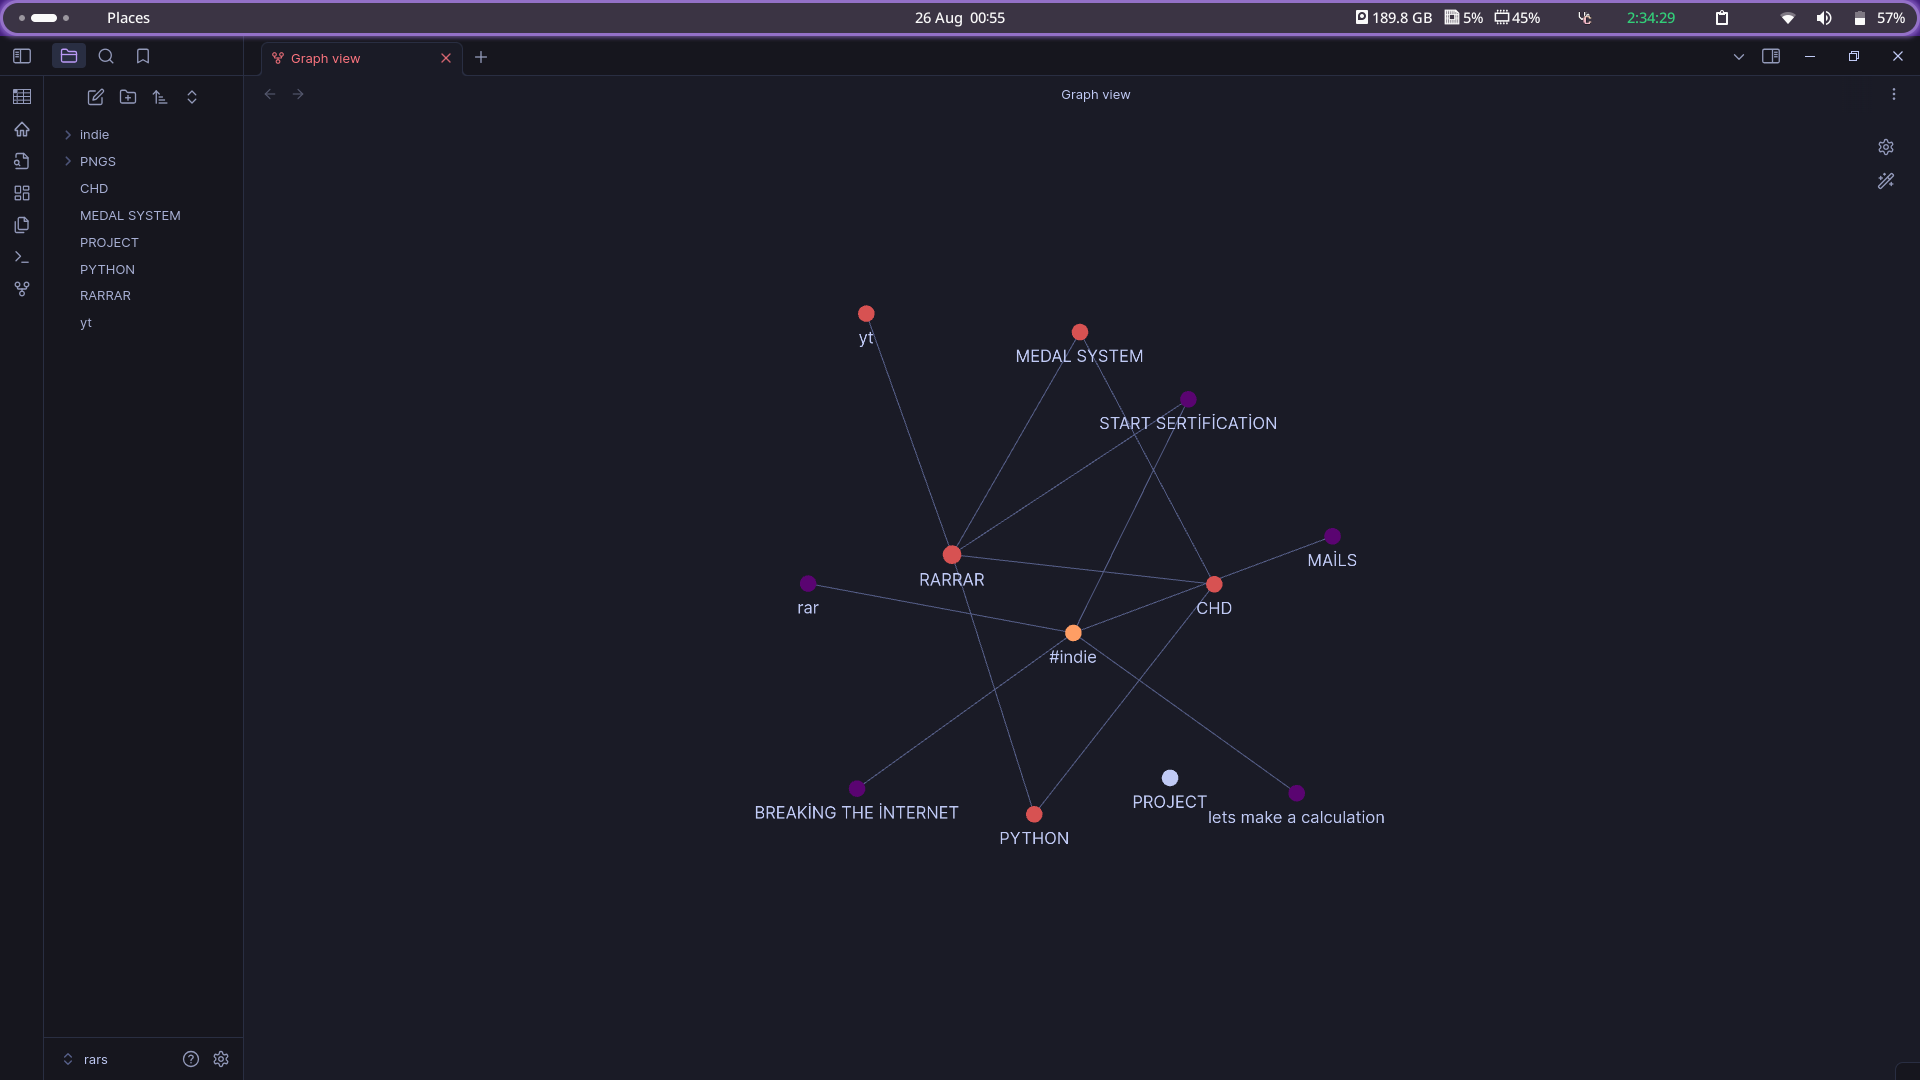 Places
26 Aug 00:55
189.8 GB 5% 45% 2:34:29 57%
Graph view
Graph view
indie
PNGS
CHD
MEDAL SYSTEM
PROJECT
PYTHON
RARRAR
yt
yt
MEDAL SYSTEM
START SERTİFİCATİON
MAİLS
RARRAR
rar
CHD
#indie
PROJECT
BREAKİNG THE İNTERNET
lets make a calculation
PYTHON
rars